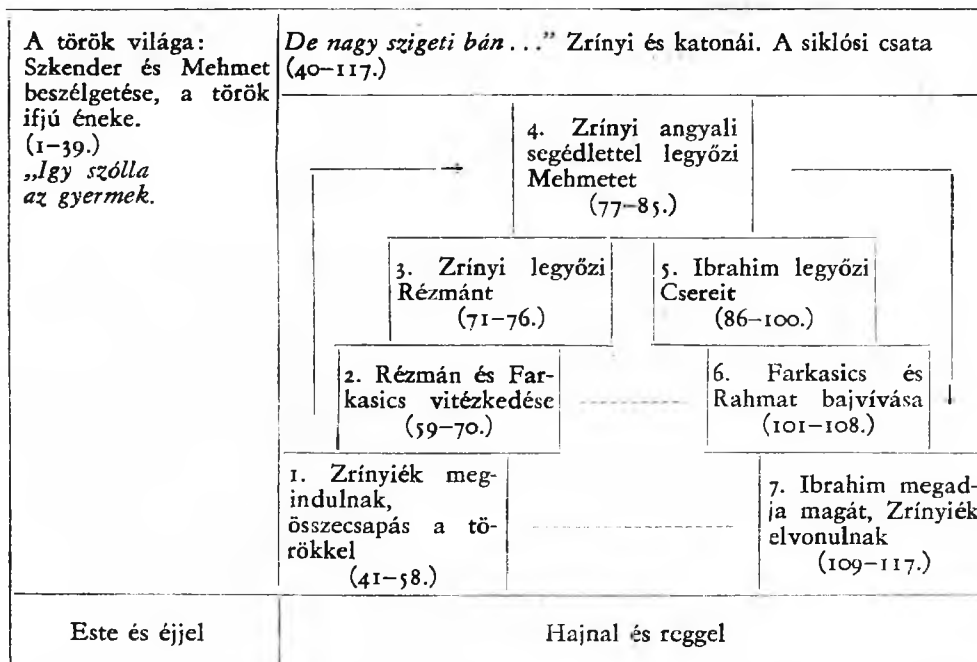 A török világa:
Szkender és Mehmet
beszélgetése, a török
ifjú éneke.
(1–39.)
„Igy szólla
az gyermek.
De nagy szigeti bán...” Zrínyi és katonái. A siklósi csata
(40–117.)
4. Zrínyi angyali
segédlettel legyőzi
Mehmetet
(77–85.)
3. Zrínyi legyőzi
Rézmánt
(71–76.)
5. Ibrahim legyőzi
Csereit
(86–100.)
2. Rézmán és Far-
kasics vitézkedése
(59–70.)
6. Farkasics és
Rahmat bajvívása
(101–108.)
1. Zrínyiék meg-
indulnak,
összecsapás a tö-
rökkel
(41–58.)
7. Ibrahim megad-
ja magát, Zrínyiék
elvonulnak
(109–117.)
Este és éjjel
Hajnal és reggel